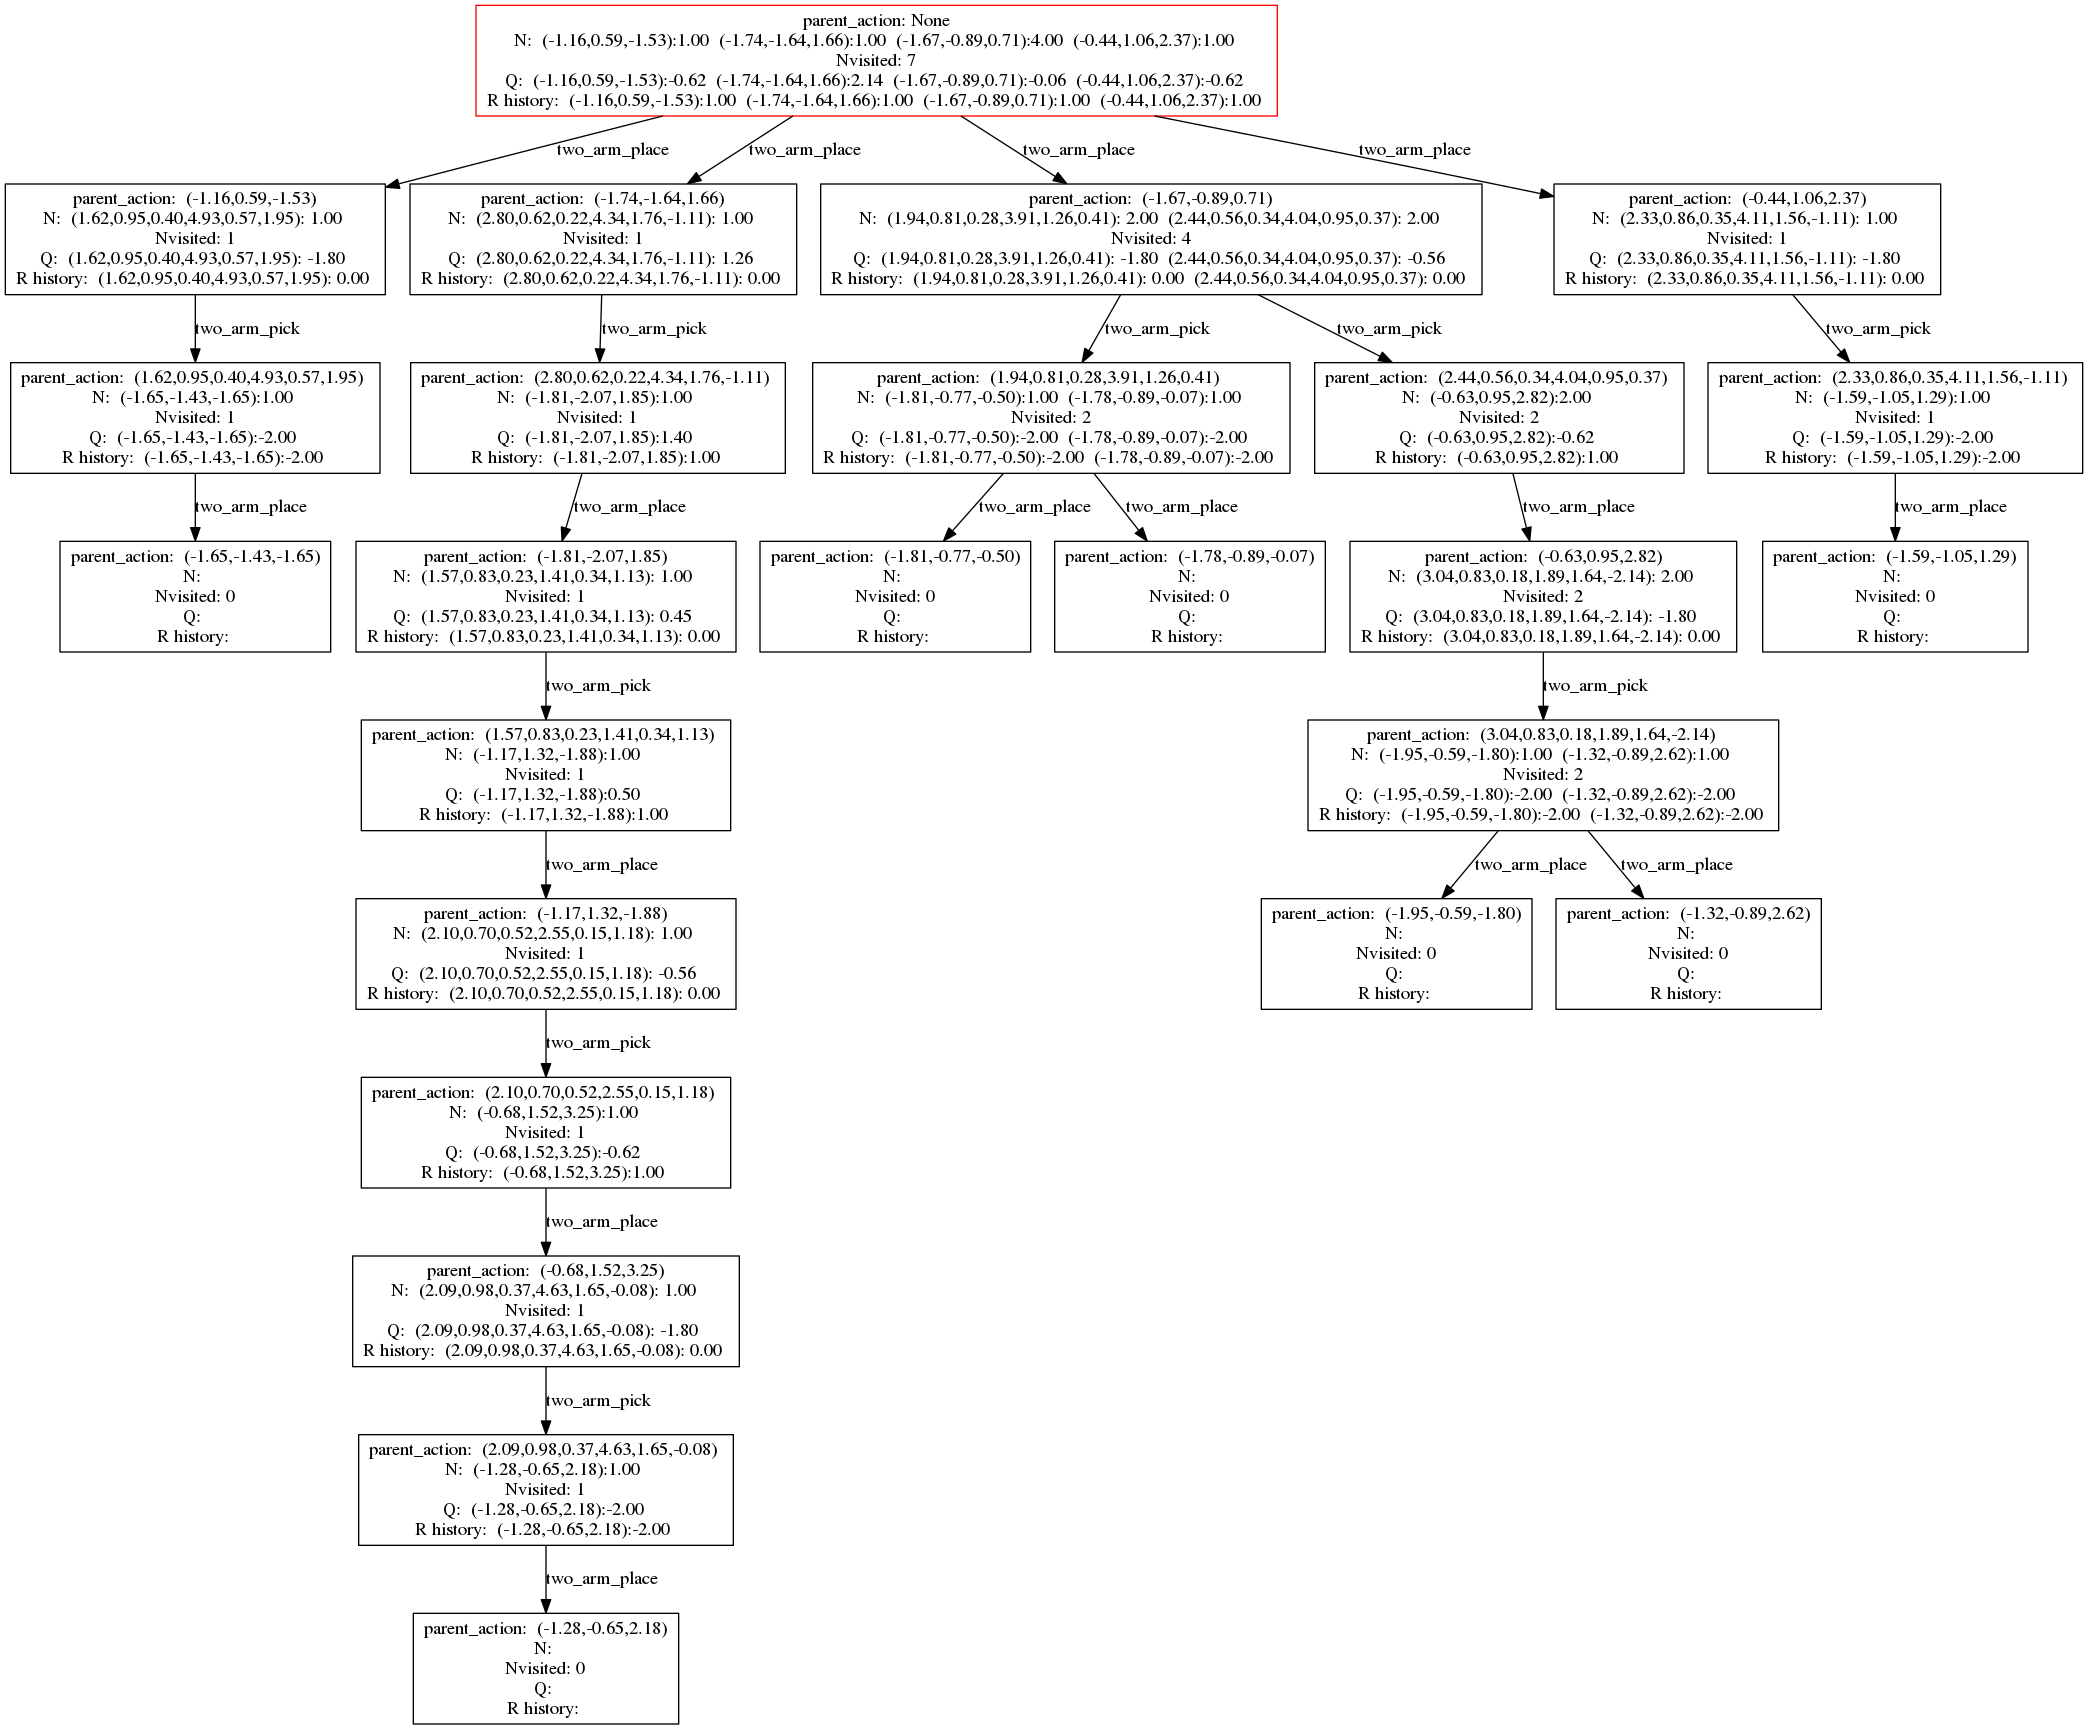 parent_action: None
N: (-1.16,0.59,-1.53):1.00 (-1.74,-1.64,1.66):1.00 (-1.67,-0.89,0.71):4.00 (-0.44,1.06,2.37):1.00
Nvisited: 7
Q: (-1.16,0.59,-1.53):-0.62 (-1.74,-1.64,1.66):2.14 (-1.67,-0.89,0.71):-0.06 (-0.44,1.06,2.37):-0.62
R history: (-1.16,0.59,-1.53):1.00 (-1.74,-1.64,1.66):1.00 (-1.67,-0.89,0.71):1.00 (-0.44,1.06,2.37):1.00
two_arm_place
two_arm_place
two_arm_place
two_arm_place
parent_action: (-1.16,0.59,-1.53)
N: (1.62,0.95,0.40,4.93,0.57,1.95): 1.00
Nvisited: 1
Q: (1.62,0.95,0.40,4.93,0.57,1.95): -1.80
R history: (1.62,0.95,0.40,4.93,0.57,1.95): 0.00
parent_action: (-1.74,-1.64,1.66)
N: (2.80,0.62,0.22,4.34,1.76,-1.11): 1.00
Nvisited: 1
Q: (2.80,0.62,0.22,4.34,1.76,-1.11): 1.26
R history: (2.80,0.62,0.22,4.34,1.76,-1.11): 0.00
parent_action: (-1.67,-0.89,0.71)
N: (1.94,0.81,0.28,3.91,1.26,0.41): 2.00 (2.44,0.56,0.34,4.04,0.95,0.37): 2.00
Nvisited: 4
Q: (1.94,0.81,0.28,3.91,1.26,0.41): -1.80 (2.44,0.56,0.34,4.04,0.95,0.37): -0.56
R history: (1.94,0.81,0.28,3.91,1.26,0.41): 0.00 (2.44,0.56,0.34,4.04,0.95,0.37): 0.00
parent_action: (-0.44,1.06,2.37)
N: (2.33,0.86,0.35,4.11,1.56,-1.11): 1.00
Nvisited: 1
Q: (2.33,0.86,0.35,4.11,1.56,-1.11): -1.80
R history: (2.33,0.86,0.35,4.11,1.56,-1.11): 0.00
two_arm_pick
two_arm_pick
two_arm_pick
two_arm_pick
two_arm_pick
parent_action: (1.62,0.95,0.40,4.93,0.57,1.95)
N: (-1.65,-1.43,-1.65):1.00
Nvisited: 1
Q: (-1.65,-1.43,-1.65):-2.00
R history: (-1.65,-1.43,-1.65):-2.00
parent_action: (2.80,0.62,0.22,4.34,1.76,-1.11)
N: (-1.81,-2.07,1.85):1.00
Nvisited: 1
Q: (-1.81,-2.07,1.85):1.40
R history: (-1.81,-2.07,1.85):1.00
parent_action: (1.94,0.81,0.28,3.91,1.26,0.41)
N: (-1.81,-0.77,-0.50):1.00 (-1.78,-0.89,-0.07):1.00
Nvisited: 2
Q: (-1.81,-0.77,-0.50):-2.00 (-1.78,-0.89,-0.07):-2.00
R history: (-1.81,-0.77,-0.50):-2.00 (-1.78,-0.89,-0.07):-2.00
parent_action: (2.44,0.56,0.34,4.04,0.95,0.37)
N: (-0.63,0.95,2.82):2.00
Nvisited: 2
Q: (-0.63,0.95,2.82):-0.62
R history: (-0.63,0.95,2.82):1.00
parent_action: (2.33,0.86,0.35,4.11,1.56,-1.11)
N: (-1.59,-1.05,1.29):1.00
Nvisited: 1
Q: (-1.59,-1.05,1.29):-2.00
R history: (-1.59,-1.05,1.29):-2.00
two_arm_place
two_arm_place
two_arm_place
two_arm_place
two_arm_place
two_arm_place
parent_action: (-1.65,-1.43,-1.65)
N:
Nvisited: 0
Q:
R history:
parent_action: (-1.81,-2.07,1.85)
N: (1.57,0.83,0.23,1.41,0.34,1.13): 1.00
Nvisited: 1
Q: (1.57,0.83,0.23,1.41,0.34,1.13): 0.45
R history: (1.57,0.83,0.23,1.41,0.34,1.13): 0.00
parent_action: (-1.81,-0.77,-0.50)
N:
Nvisited: 0
Q:
R history:
parent_action: (-1.78,-0.89,-0.07)
N:
Nvisited: 0
Q:
R history:
parent_action: (-0.63,0.95,2.82)
N: (3.04,0.83,0.18,1.89,1.64,-2.14): 2.00
Nvisited: 2
Q: (3.04,0.83,0.18,1.89,1.64,-2.14): -1.80
R history: (3.04,0.83,0.18,1.89,1.64,-2.14): 0.00
parent_action: (-1.59,-1.05,1.29)
N:
Nvisited: 0
Q:
R history:
two_arm_pick
two_arm_pick
parent_action: (1.57,0.83,0.23,1.41,0.34,1.13)
N: (-1.17,1.32,-1.88):1.00
Nvisited: 1
Q: (-1.17,1.32,-1.88):0.50
R history: (-1.17,1.32,-1.88):1.00
parent_action: (3.04,0.83,0.18,1.89,1.64,-2.14)
N: (-1.95,-0.59,-1.80):1.00 (-1.32,-0.89,2.62):1.00
Nvisited: 2
Q: (-1.95,-0.59,-1.80):-2.00 (-1.32,-0.89,2.62):-2.00
R history: (-1.95,-0.59,-1.80):-2.00 (-1.32,-0.89,2.62):-2.00
two_arm_place
two_arm_place
two_arm_place
parent_action: (-1.17,1.32,-1.88)
N: (2.10,0.70,0.52,2.55,0.15,1.18): 1.00
Nvisited: 1
Q: (2.10,0.70,0.52,2.55,0.15,1.18): -0.56
R history: (2.10,0.70,0.52,2.55,0.15,1.18): 0.00
parent_action: (-1.95,-0.59,-1.80)
N:
Nvisited: 0
Q:
R history:
parent_action: (-1.32,-0.89,2.62)
N:
Nvisited: 0
Q:
R history:
two_arm_pick
parent_action: (2.10,0.70,0.52,2.55,0.15,1.18)
N: (-0.68,1.52,3.25):1.00
Nvisited: 1
Q: (-0.68,1.52,3.25):-0.62
R history: (-0.68,1.52,3.25):1.00
two_arm_place
parent_action: (-0.68,1.52,3.25)
N: (2.09,0.98,0.37,4.63,1.65,-0.08): 1.00
Nvisited: 1
Q: (2.09,0.98,0.37,4.63,1.65,-0.08): -1.80
R history: (2.09,0.98,0.37,4.63,1.65,-0.08): 0.00
two_arm_pick
parent_action: (2.09,0.98,0.37,4.63,1.65,-0.08)
N: (-1.28,-0.65,2.18):1.00
Nvisited: 1
Q: (-1.28,-0.65,2.18):-2.00
R history: (-1.28,-0.65,2.18):-2.00
two_arm_place
parent_action: (-1.28,-0.65,2.18)
N:
Nvisited: 0
Q:
R history: